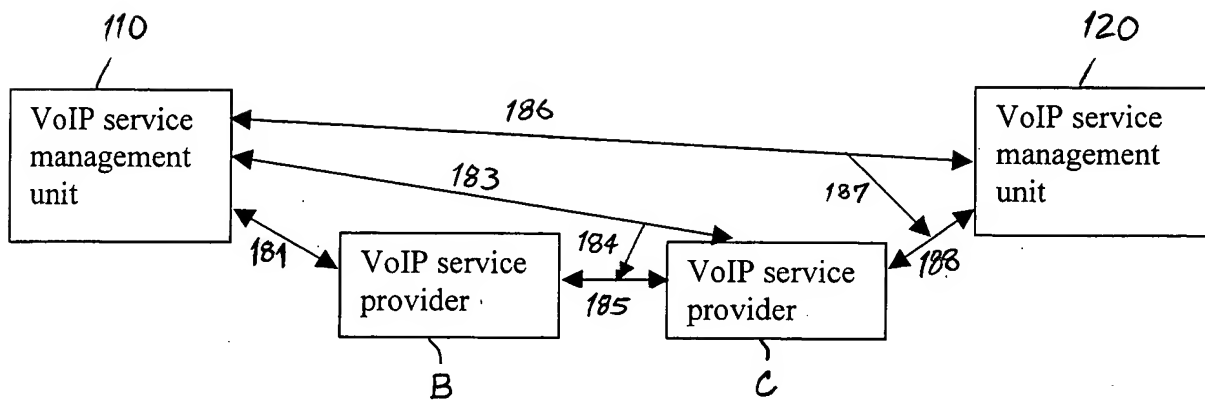 110
120
VoIP service
management
unit
186
VoIP service
management
unit
183
187
181
184
188
VoIP service
provider
185
VoIP service
provider
B
C